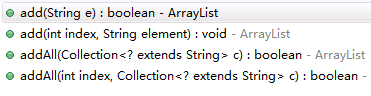 add(String e) : boolean - ArrayList
add(int index, String element) : void - ArrayList
addAll(Collection<? extends String> c) : boolean - ArrayList
addAll(int index, Collection<? extends String> c) : boolean -